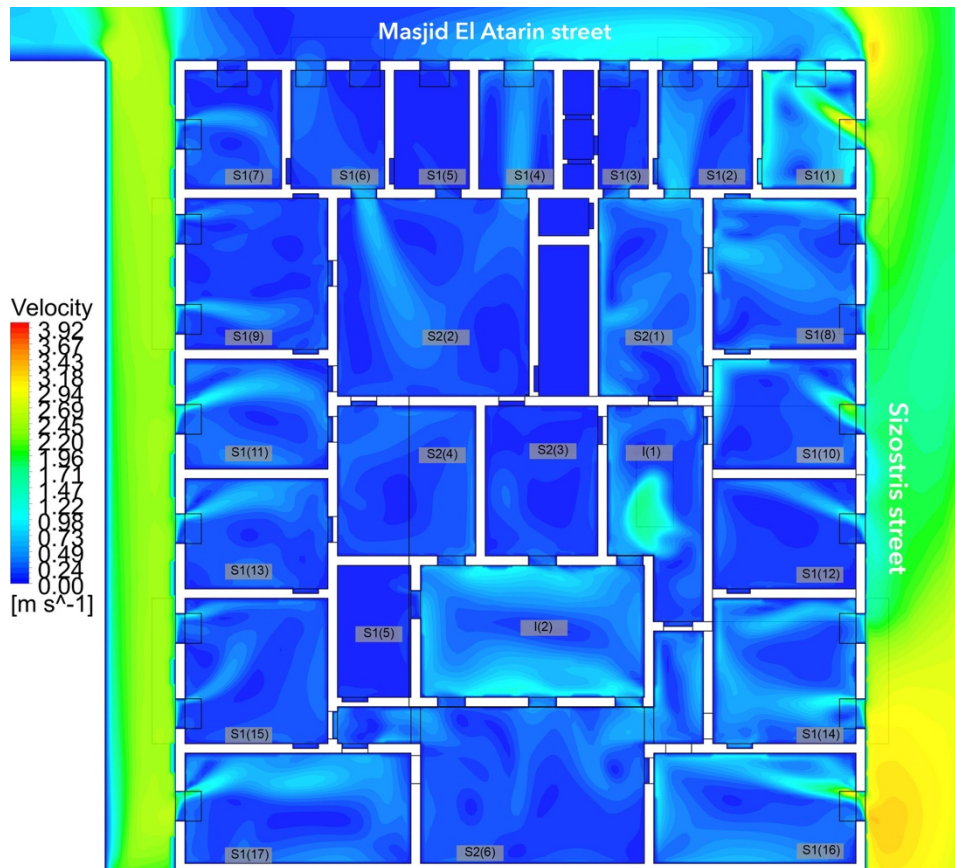 Masjid El Atarin street
S1(7)
S1(6)
S1(5)
S1(4)
S1(3)
S1(2)
S1(1)
Velocity
3.92
3.43
3.18
2.94
2.69
2.45
2.20
1.96
1.71
1.47
1.22
0.98
0.73
0.49
0.24
0.00
[m s^-1]
S1(9)
S2(2)
S2(1)
S1(8)
Sizostris street
S1(11)
S2(4)
S2(3)
I(1)
S1(10)
S1(13)
S1(12)
S1(5)
I(2)
S1(15)
S1(14)
S1(17)
S2(6)
S1(16)